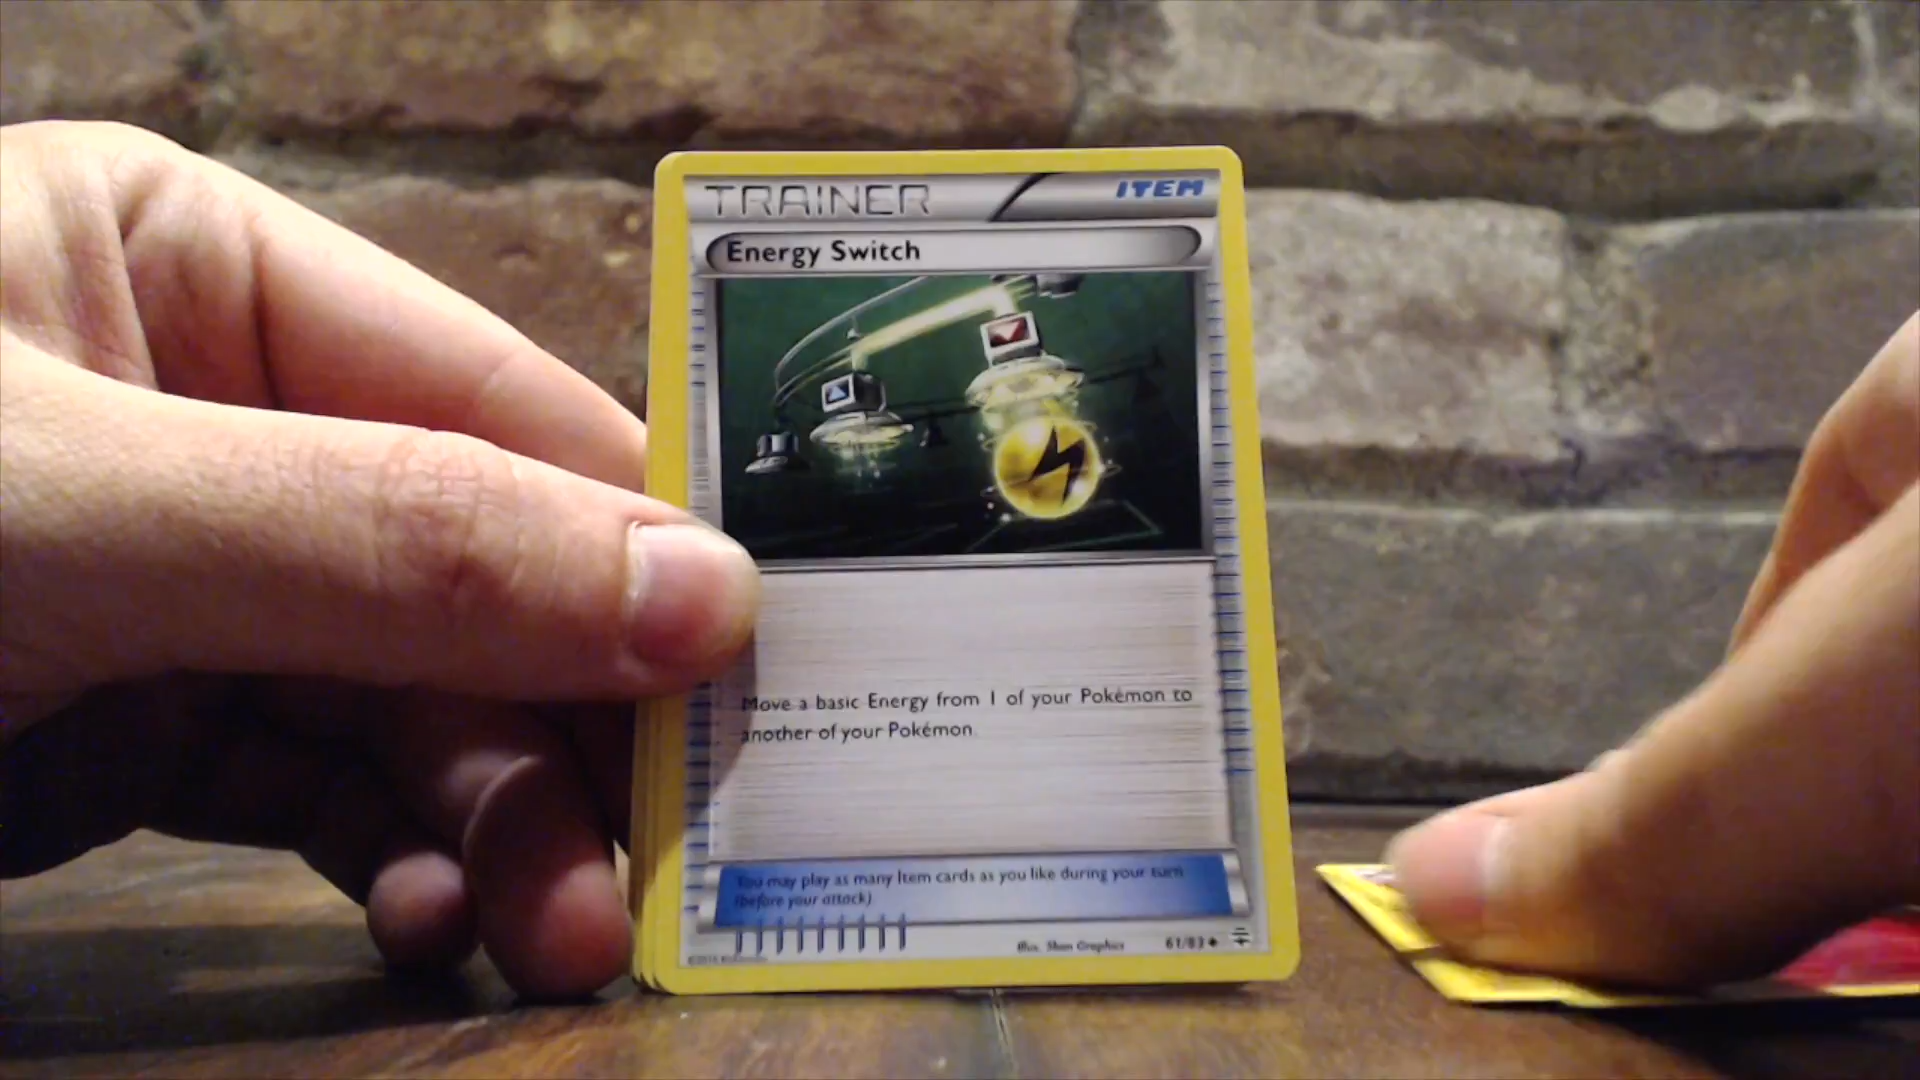 TRAINER ITEM
Energy Switch
Move a basic Energy from 1 of your Pokémon to
another of your Pokémon.
You may play as many Item cards as you like during your turn
(before your attack).
Illus. Shan Graphics 61/83